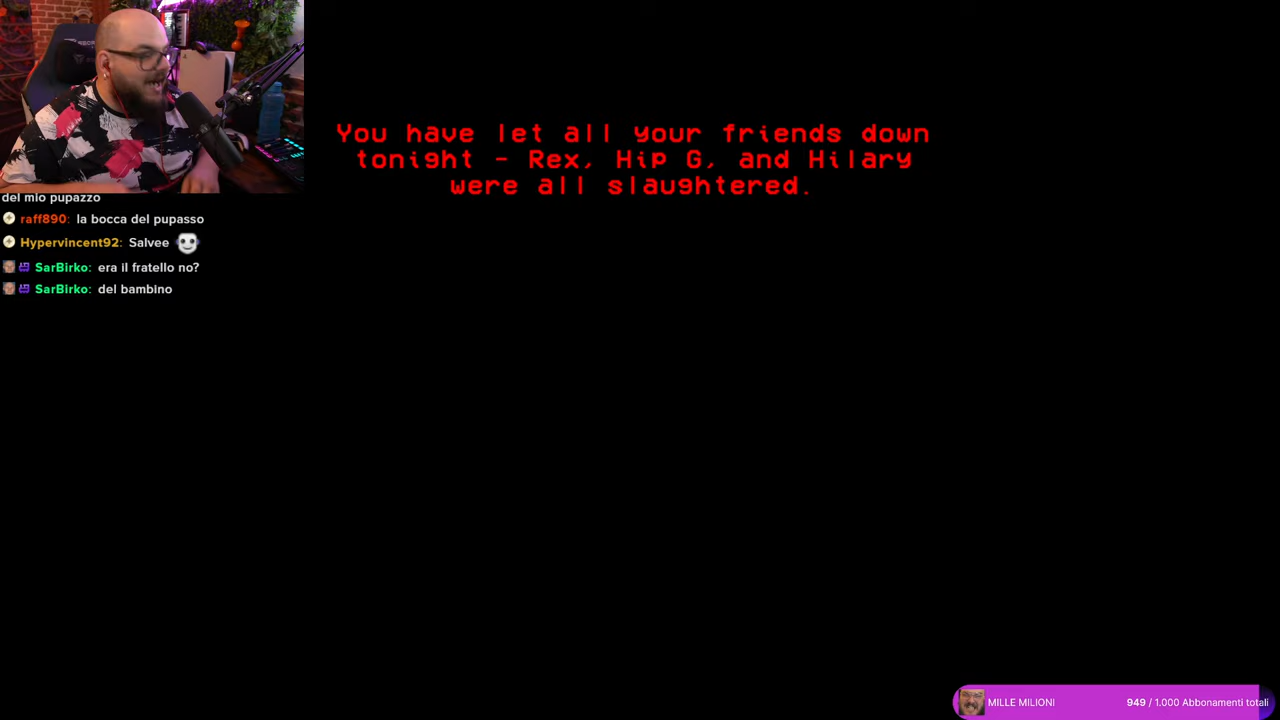 You have let all your friends down
tonight - Rex, Hip G, and Hilary
were all slaughtered.
del mio pupazzo
raff890: la bocca del pupasso
Hypervincent92: Salvee
SarBirko: era il fratello no?
SarBirko: del bambino
MILLE MILIONI 949 / 1.000 Abbonamenti totali